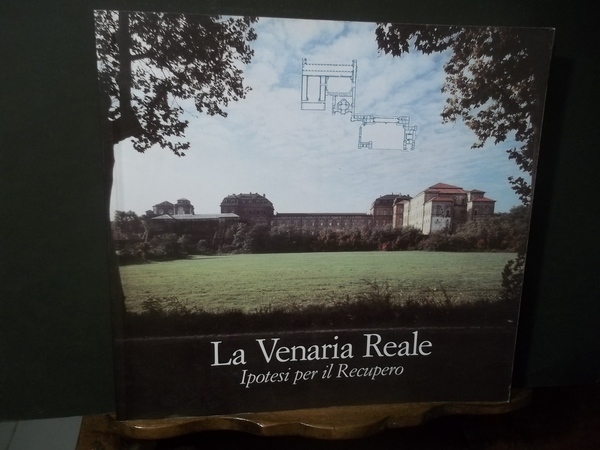 La Venaria Reale
Ipotesi per il Recupero